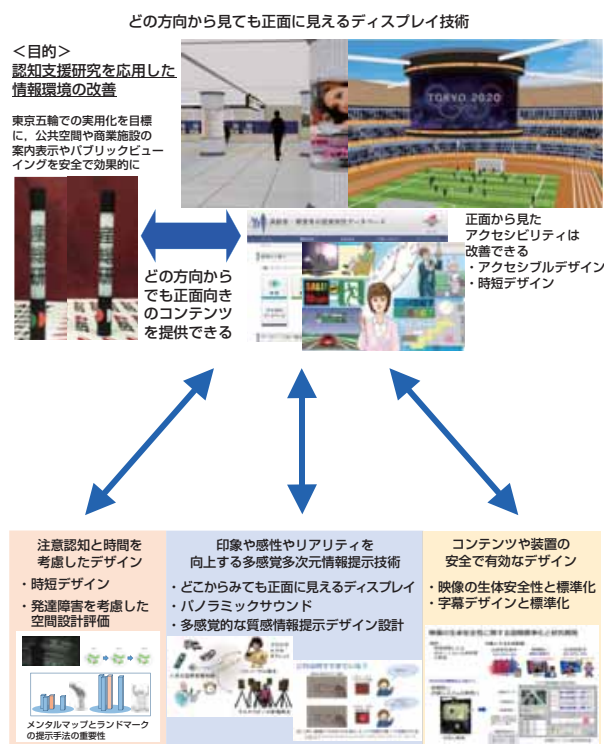 どの方向から見ても正面に見えるディスプレイ技術
＜目的＞
認知支援研究を応用した
情報環境の改善
東京五輪での実用化を目標
に，公共空間や商業施設の
案内表示やパブリックビュー
イングを安全で効果的に
TOKYO 2020
どの方向から
でも正面向き
のコンテンツ
を提供できる
正面から見た
アクセシビリティは
改善できる
・アクセシブルデザイン
・時短デザイン
注意認知と時間を
考慮したデザイン
・時短デザイン
・発達障害を考慮した
空間設計評価
メンタルマップとランドマーク
の提示手法の重要性
印象や感性やリアリティを
向上する多感覚多次元情報提示技術
・どこからみても正面に見えるディスプレイ
・パノラミックサウンド
・多感覚的な質感情報提示デザイン設計
コンテンツや装置の
安全で有効なデザイン
・映像の生体安全性と標準化
・字幕デザインと標準化